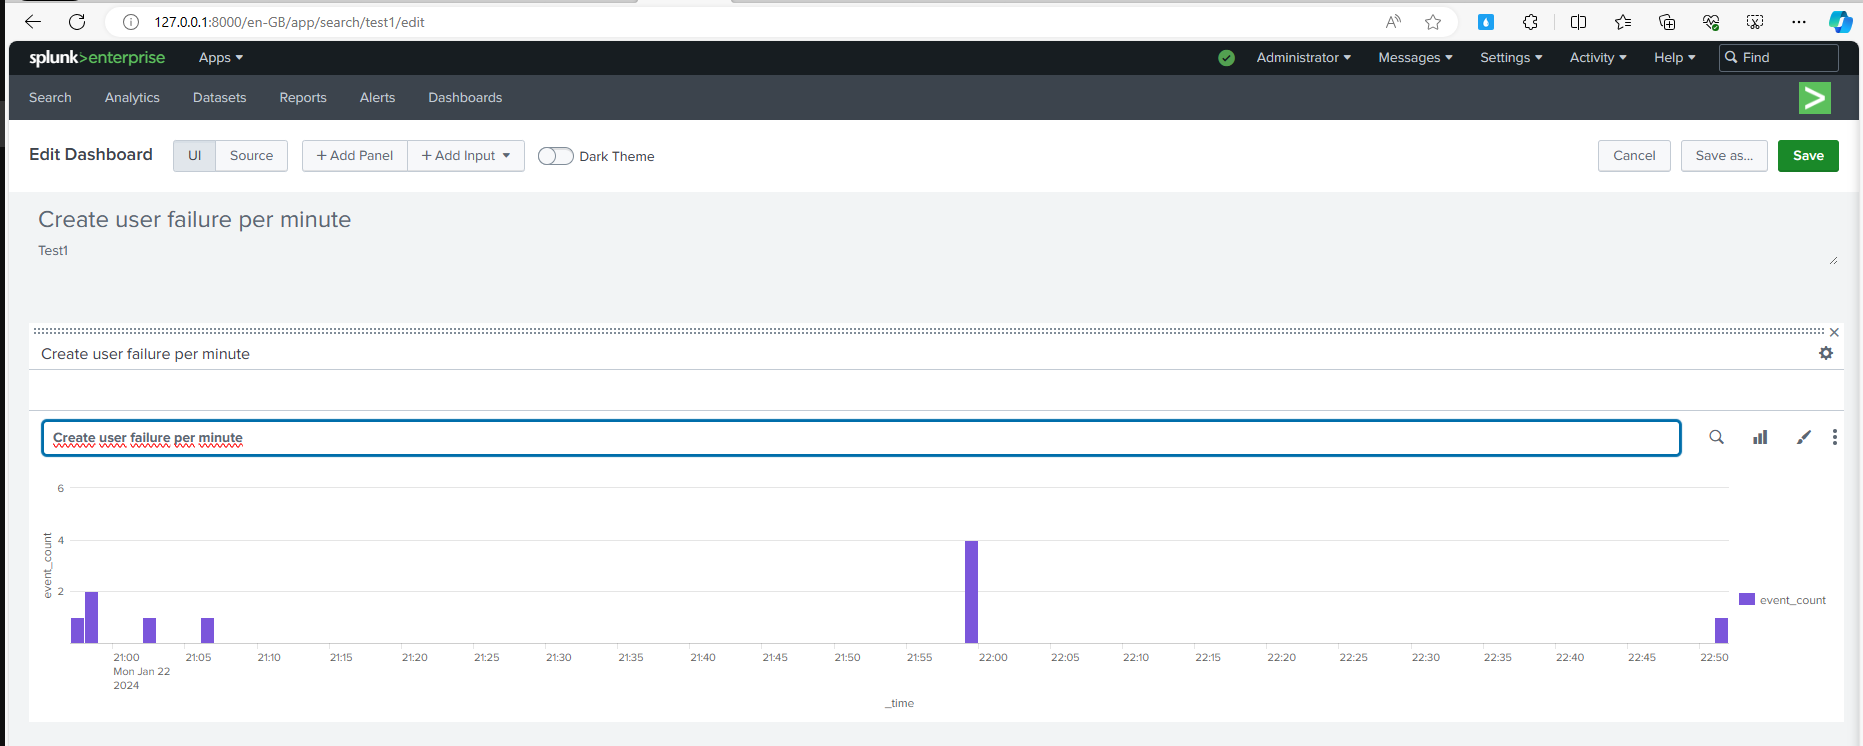 127.0.0.1:8000/en-GB/app/search/test1/edit
splunk>enterprise Apps Administrator Messages Settings Activity Help Find
Search Analytics Datasets Reports Alerts Dashboards
Edit Dashboard UI Source + Add Panel + Add Input Dark Theme Cancel Save as... Save
Create user failure per minute
Test1
Create user failure per minute
Create user failure per minute
6
4
2
event_count
event_count
21:00 21:05 21:10 21:15 21:20 21:25 21:30 21:35 21:40 21:45 21:50 21:55 22:00 22:05 22:10 22:15 22:20 22:25 22:30 22:35 22:40 22:45 22:50
Mon Jan 22
2024
_time